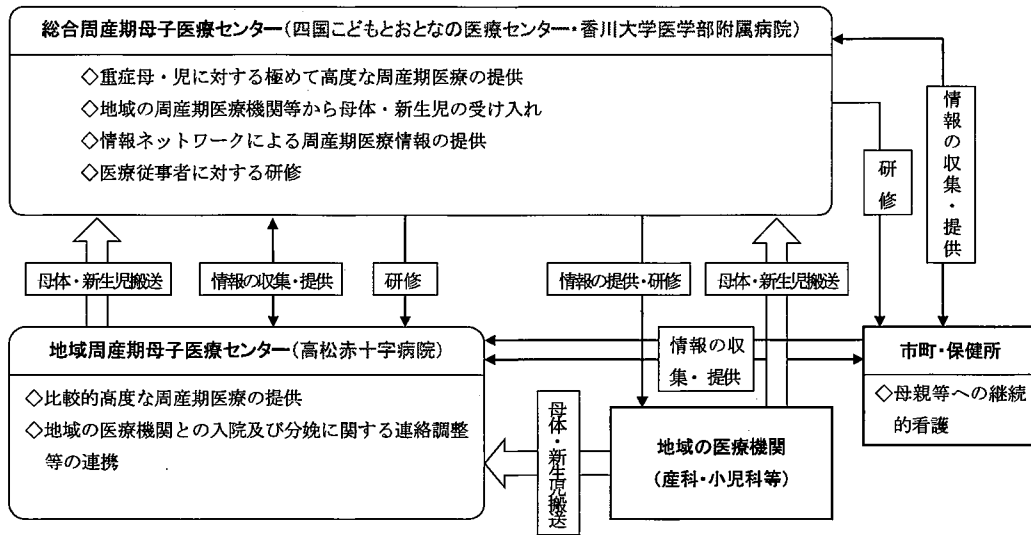 総合周産期母子医療センター(四国こどもとおとなの医療センター・香川大学医学部附属病院)
◇重症母・児に対する極めて高度な周産期医療の提供
◇地域の周産期医療機関等から母体・新生児の受け入れ
◇情報ネットワークによる周産期医療情報の提供
◇医療従事者に対する研修
研修
情報の収集・提供
母体・新生児搬送
情報の収集・提供
研修
情報の提供・研修
母体・新生児搬送
地域周産期母子医療センター(高松赤十字病院)
◇比較的高度な周産期医療の提供
◇地域の医療機関との入院及び分娩に関する連絡調整
等の連携
情報の収
集・提供
市町・保健所
◇母親等への継続
的看護
母体・新生児搬送
地域の医療機関
(産科・小児科等)